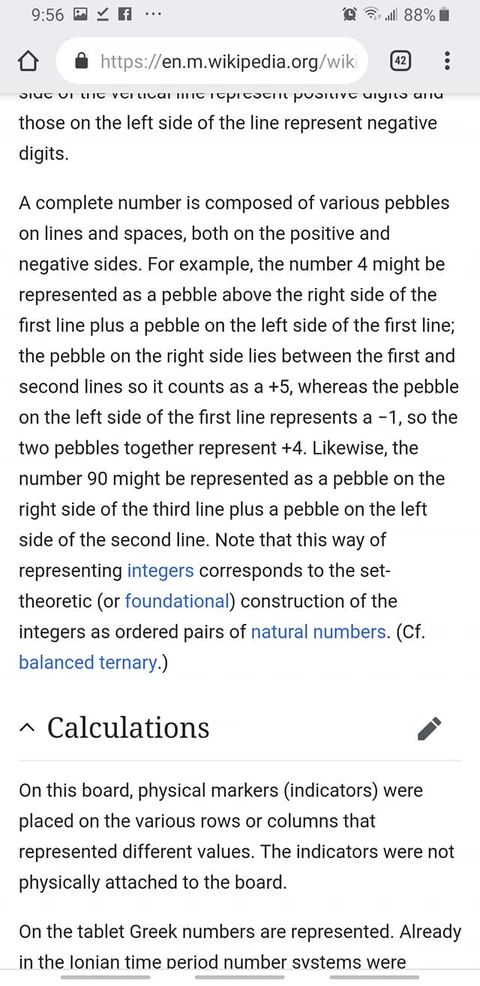 9:56
88%
https://en.m.wikipedia.org/wiki
42
side of the vertical line represent positive digits and
those on the left side of the line represent negative
digits.
A complete number is composed of various pebbles
on lines and spaces, both on the positive and
negative sides. For example, the number 4 might be
represented as a pebble above the right side of the
first line plus a pebble on the left side of the first line;
the pebble on the right side lies between the first and
second lines so it counts as a +5, whereas the pebble
on the left side of the first line represents a −1, so the
two pebbles together represent +4. Likewise, the
number 90 might be represented as a pebble on the
right side of the third line plus a pebble on the left
side of the second line. Note that this way of
representing integers corresponds to the set-
theoretic (or foundational) construction of the
integers as ordered pairs of natural numbers. (Cf.
balanced ternary.)
Calculations
On this board, physical markers (indicators) were
placed on the various rows or columns that
represented different values. The indicators were not
physically attached to the board.
On the tablet Greek numbers are represented. Already
in the Ionian time period number systems were